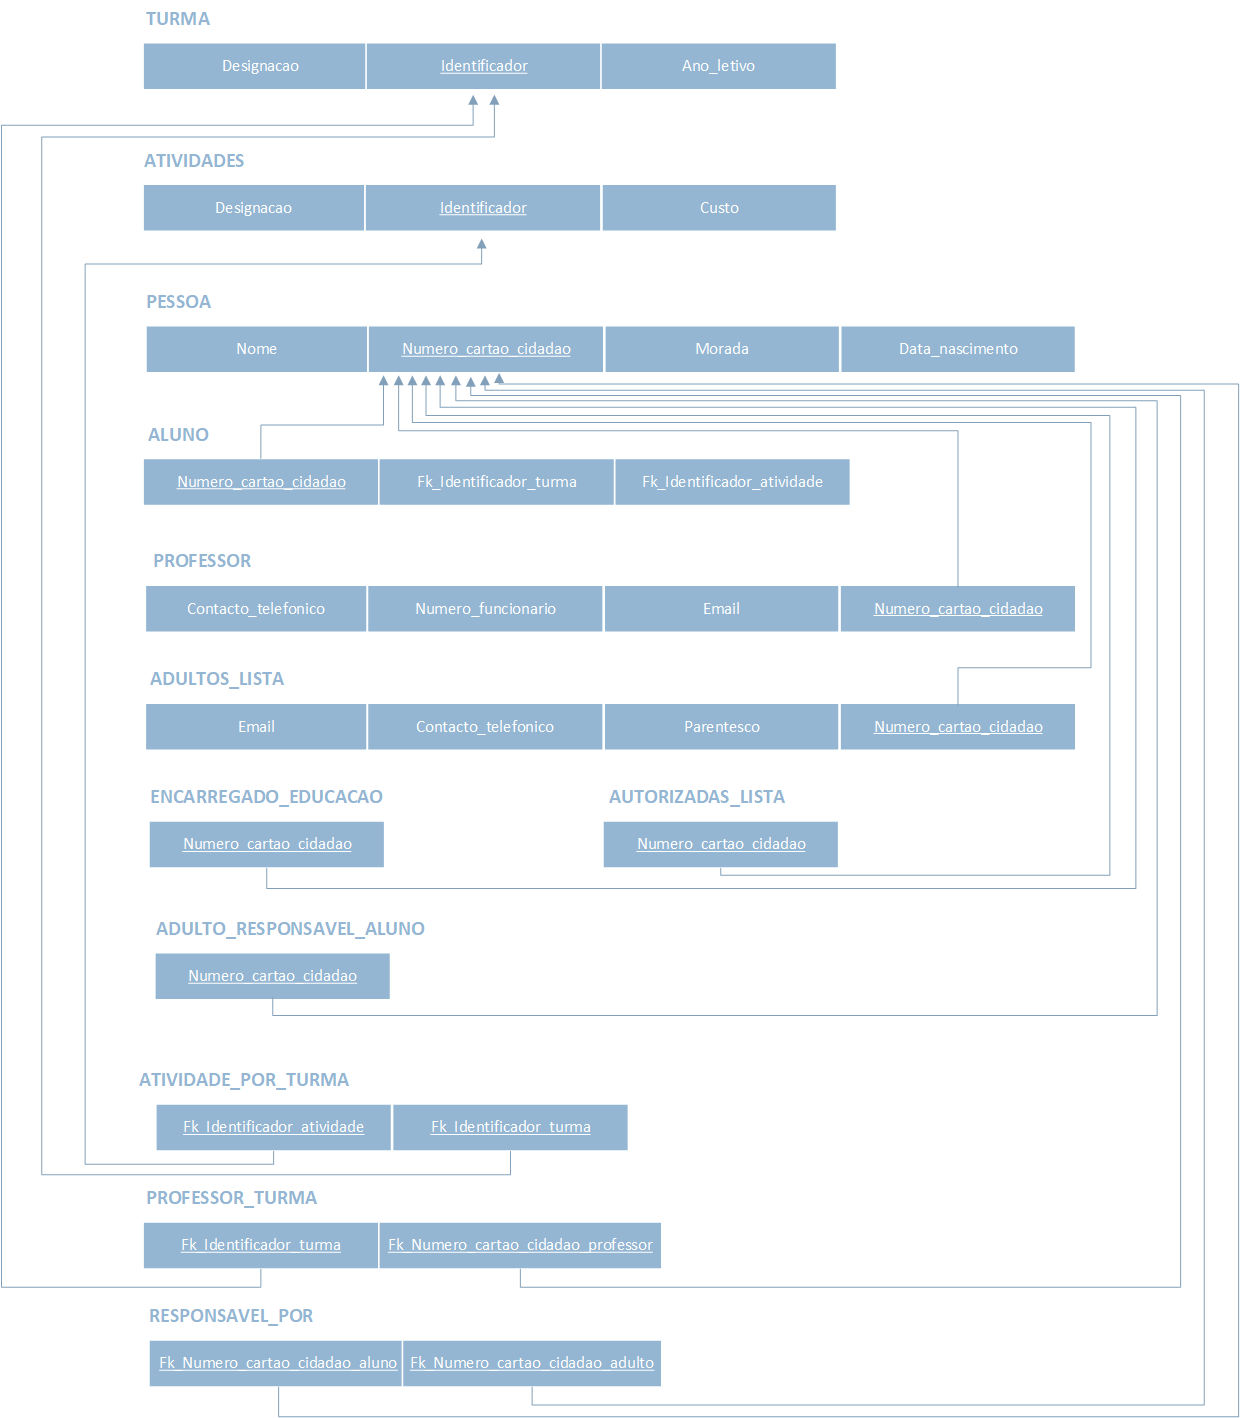 TURMA
Designacao Identificador Ano_letivo
ATIVIDADES
Designacao Identificador Custo
PESSOA
Nome Numero_cartao_cidadao Morada Data_nascimento
ALUNO
Numero_cartao_cidadao Fk_Identificador_turma Fk_Identificador_atividade
PROFESSOR
Contacto_telefonico Numero_funcionario Email Numero_cartao_cidadao
ADULTOS_LISTA
Email Contacto_telefonico Parentesco Numero_cartao_cidadao
ENCARREGADO_EDUCACAO AUTORIZADAS_LISTA
Numero_cartao_cidadao Numero_cartao_cidadao
ADULTO_RESPONSAVEL_ALUNO
Numero_cartao_cidadao
ATIVIDADE_POR_TURMA
Fk_Identificador_atividade Fk_Identificador_turma
PROFESSOR_TURMA
Fk_Identificador_turma Fk_Numero_cartao_cidadao_professor
RESPONSAVEL_POR
Fk_Numero_cartao_cidadao_aluno Fk_Numero_cartao_cidadao_adulto